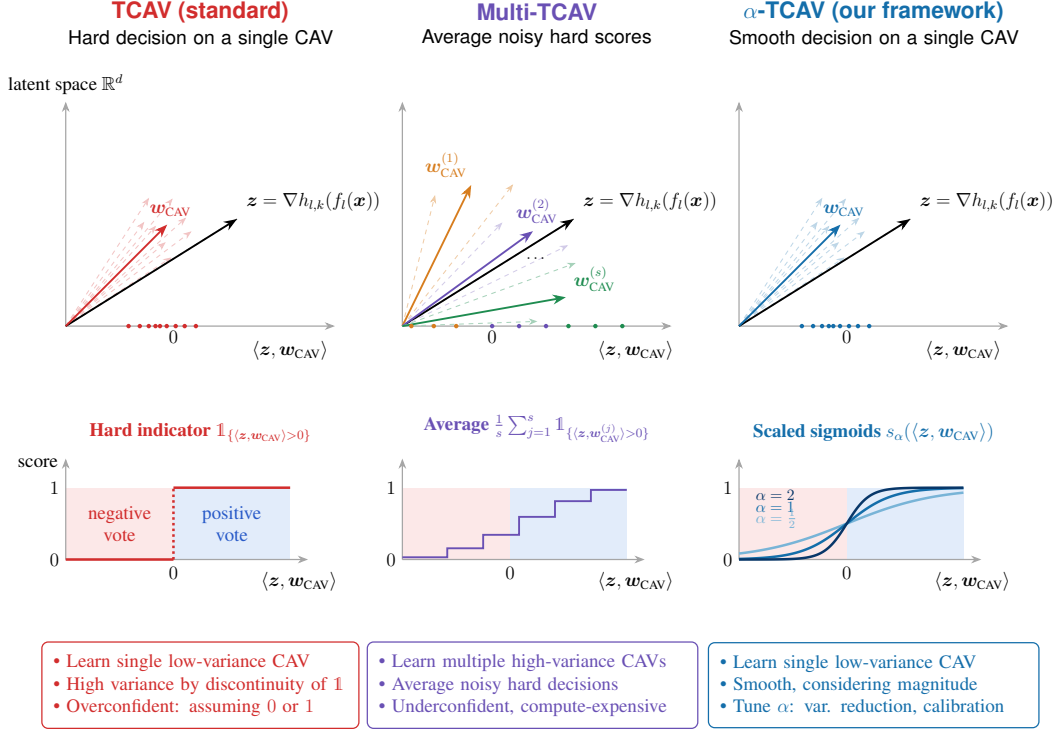 TCAV (standard)
Hard decision on a single CAV
Multi-TCAV
Average noisy hard scores
α-TCAV (our framework)
Smooth decision on a single CAV
latent space ℝ^d
w_CAV
z = ∇h_{l,k}(f_l(x))
0
⟨z, w_CAV⟩
w_CAV^(1)
w_CAV^(2)
z = ∇h_{l,k}(f_l(x))
...
w_CAV^(s)
0
⟨z, w_CAV⟩
w_CAV
z = ∇h_{l,k}(f_l(x))
0
⟨z, w_CAV⟩
Hard indicator 𝟙_{⟨z,w_CAV⟩>0}
score
1
negative
vote
positive
vote
0
0
⟨z, w_CAV⟩
Average 1/s ∑_{j=1}^{s} 𝟙_{⟨z,w_CAV^(j)⟩>0}
1
0
0
⟨z, w_CAV⟩
Scaled sigmoids s_α(⟨z, w_CAV⟩)
1
α = 2
α = 1
α = 1/2
0
0
⟨z, w_CAV⟩
• Learn single low-variance CAV
• High variance by discontinuity of 𝟙
• Overconfident: assuming 0 or 1
• Learn multiple high-variance CAVs
• Average noisy hard decisions
• Underconfident, compute-expensive
• Learn single low-variance CAV
• Smooth, considering magnitude
• Tune α: var. reduction, calibration